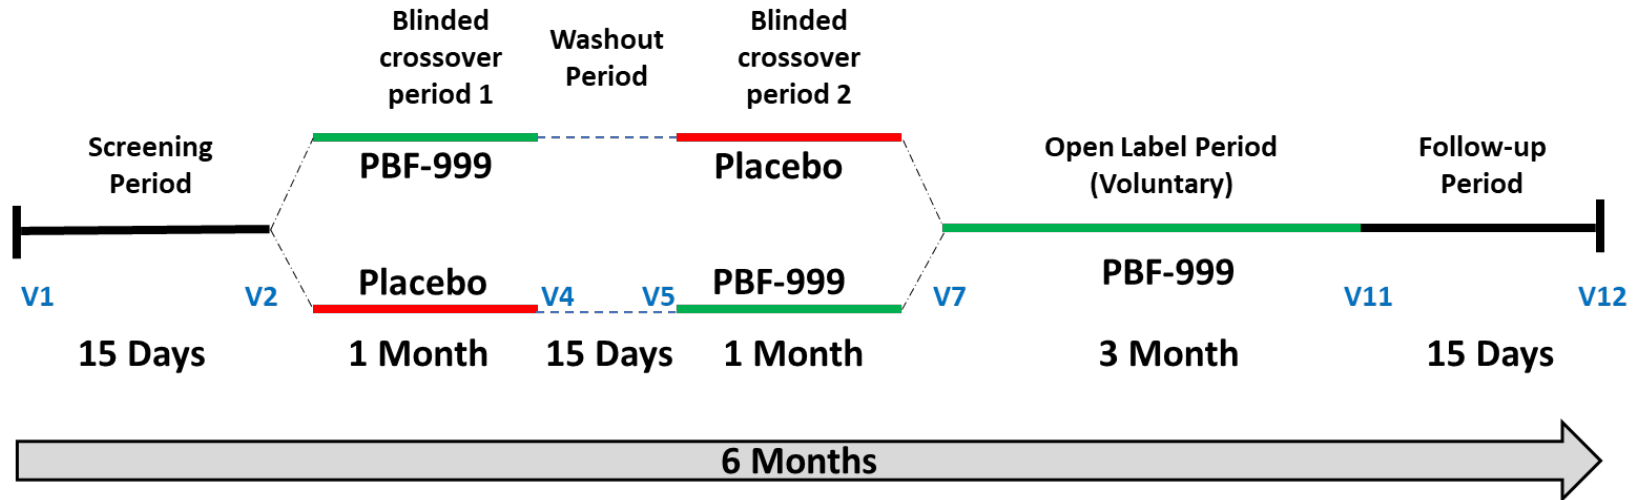 Blinded
crossover
period 1
Washout
Period
Blinded
crossover
period 2
Screening
Period
PBF-999
Placebo
Open Label Period
(Voluntary)
Follow-up
Period
V1
V2
Placebo
V4
V5
PBF-999
V7
PBF-999
V11
V12
15 Days
1 Month
15 Days
1 Month
3 Month
15 Days
6 Months